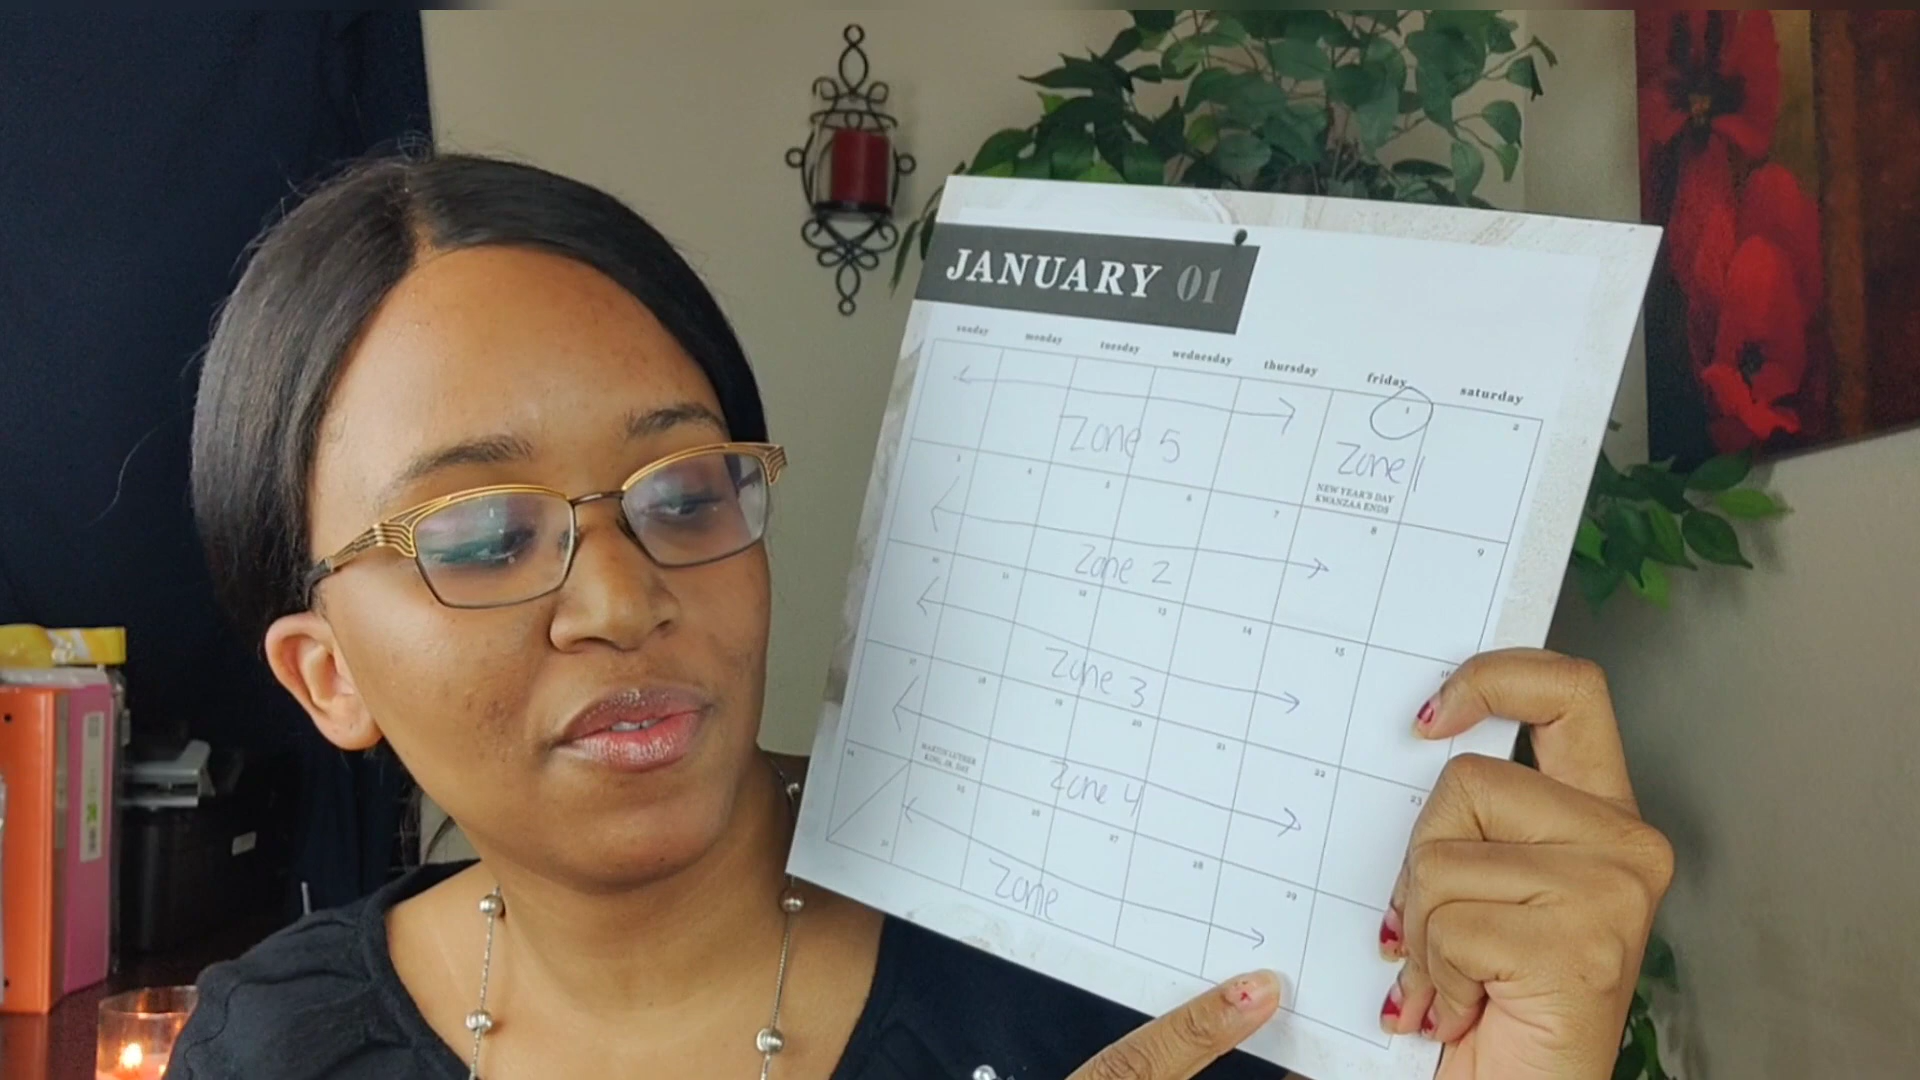 JANUARY 01
sunday monday tuesday wednesday thursday friday saturday
1 2
Zone 5 Zone 1
NEW YEAR'S DAY
KWANZAA ENDS
3 4 5 6 7 8 9
Zone 2
10 11 12 13 14 15 16
Zone 3
17 18 19 20 21 22 23
MARTIN LUTHER
KING, JR. DAY
Zone 4
24 25 26 27 28 29
31
Zone